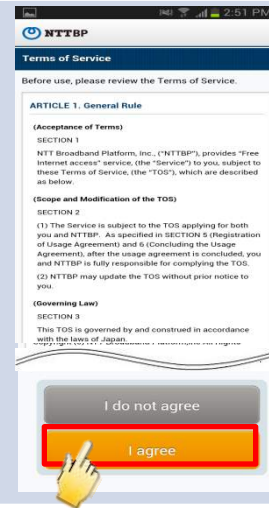 2:51 PM
NTTBP
Terms of Service
Before use, please review the Terms of Service.
ARTICLE 1. General Rule
(Acceptance of Terms)
SECTION 1
NTT Broadband Platform, Inc., ("NTTBP"), provides "Free
Internet access" service, (the "Service") to you, subject to
these Terms of Service, (the "TOS"), which are described
as below.
(Scope and Modification of the TOS)
SECTION 2
(1) The Service is subject to the TOS applying for both
you and NTTBP. As specified in SECTION 5 (Registration
of Usage Agreement) and 6 (Concluding the Usage
Agreement), after the usage agreement is concluded, you
and NTTBP is fully responsible for complying the TOS.
(2) NTTBP may update the TOS without prior notice to
you.
(Governing Law)
SECTION 3
This TOS is governed by and construed in accordance
with the laws of Japan.
I do not agree
I agree